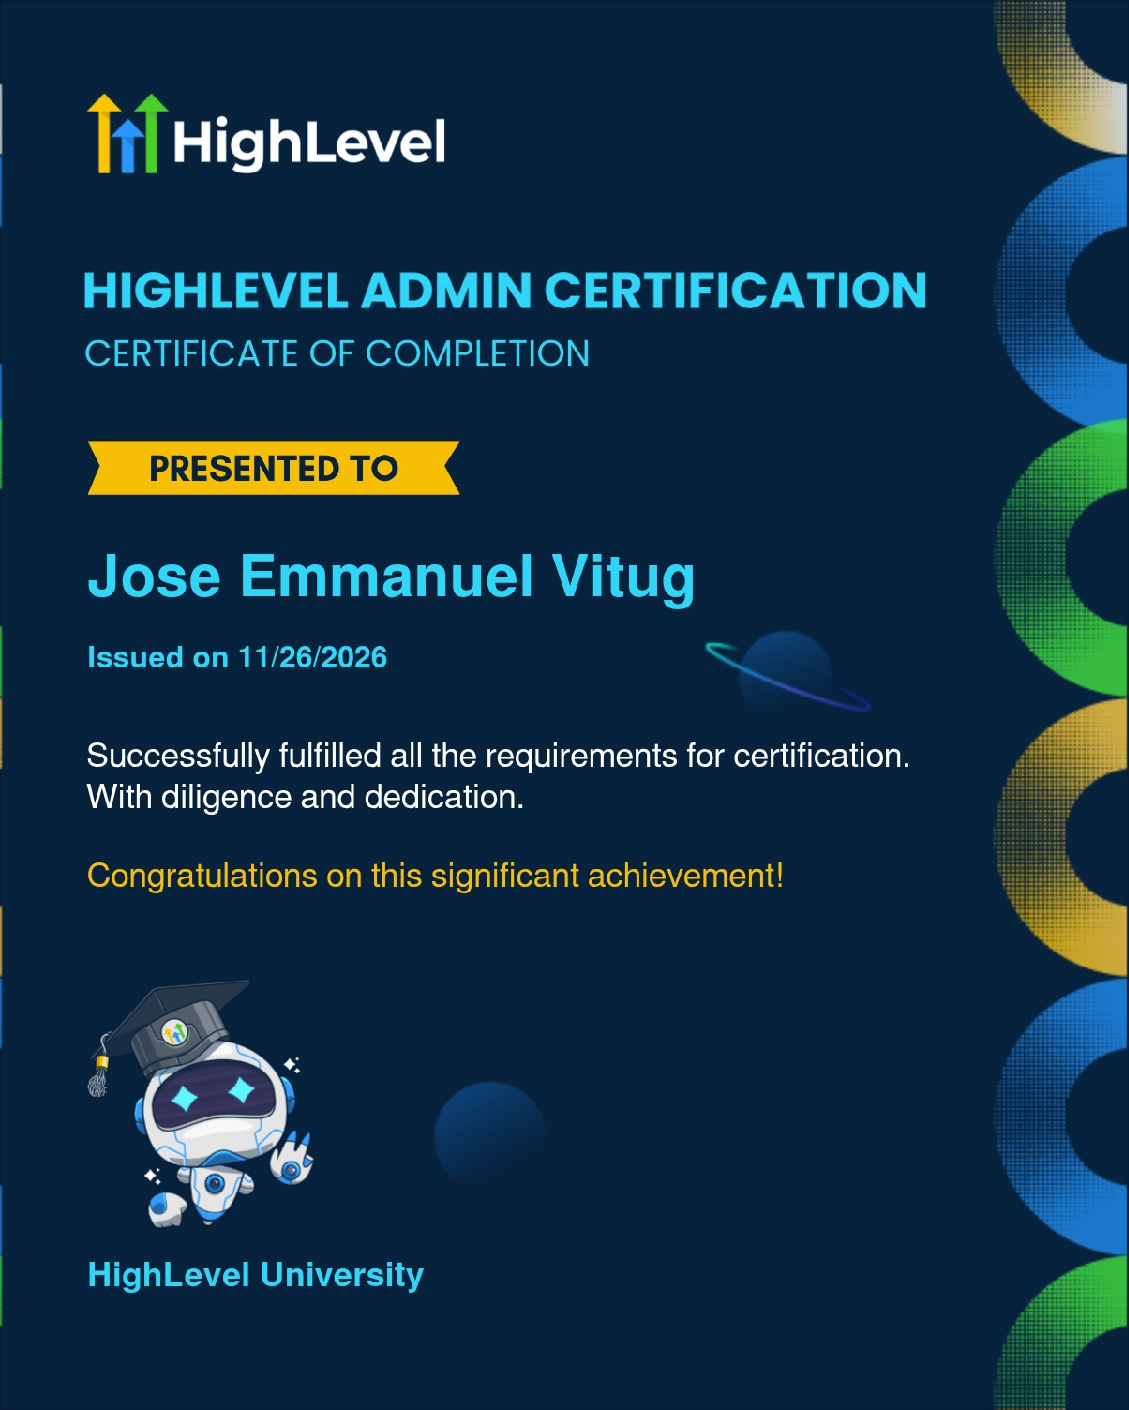 HighLevel
HIGHLEVEL ADMIN CERTIFICATION
CERTIFICATE OF COMPLETION
PRESENTED TO
Jose Emmanuel Vitug
Issued on 11/26/2026
Successfully fulfilled all the requirements for certification.
With diligence and dedication.
Congratulations on this significant achievement!
HighLevel University